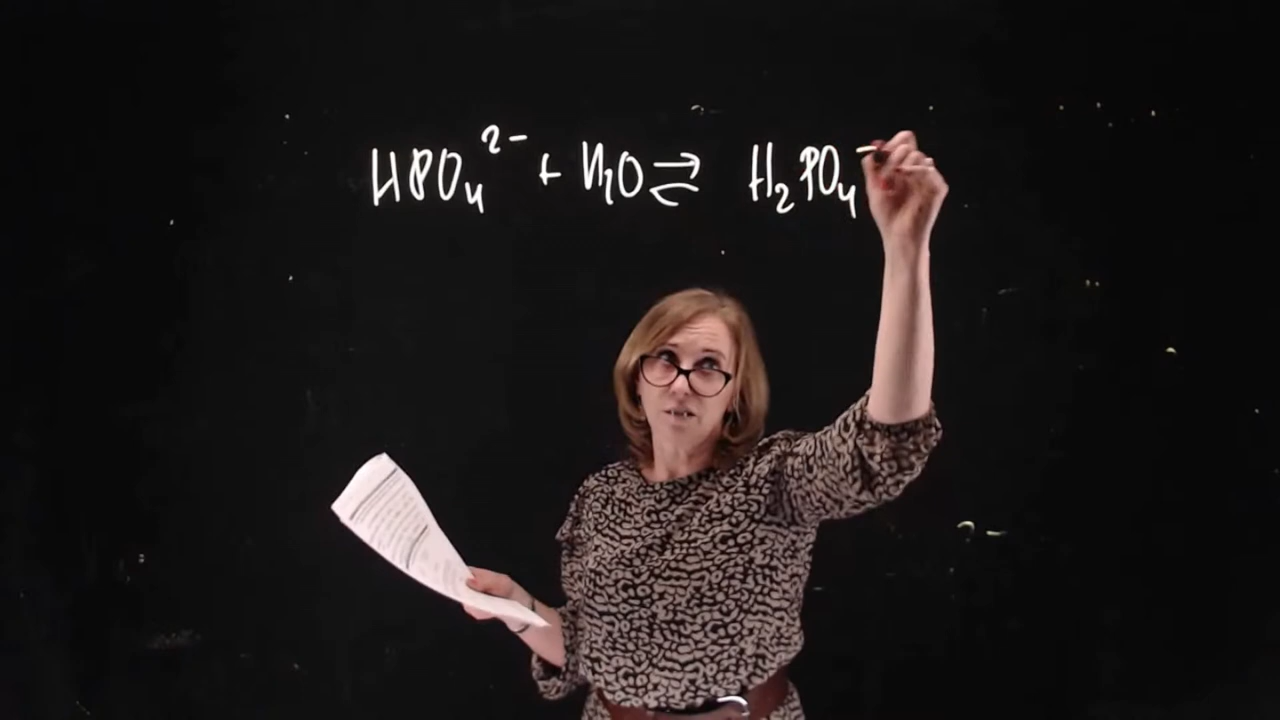 HPO₄²⁻ + H₂O ⇌ H₂PO₄⁻